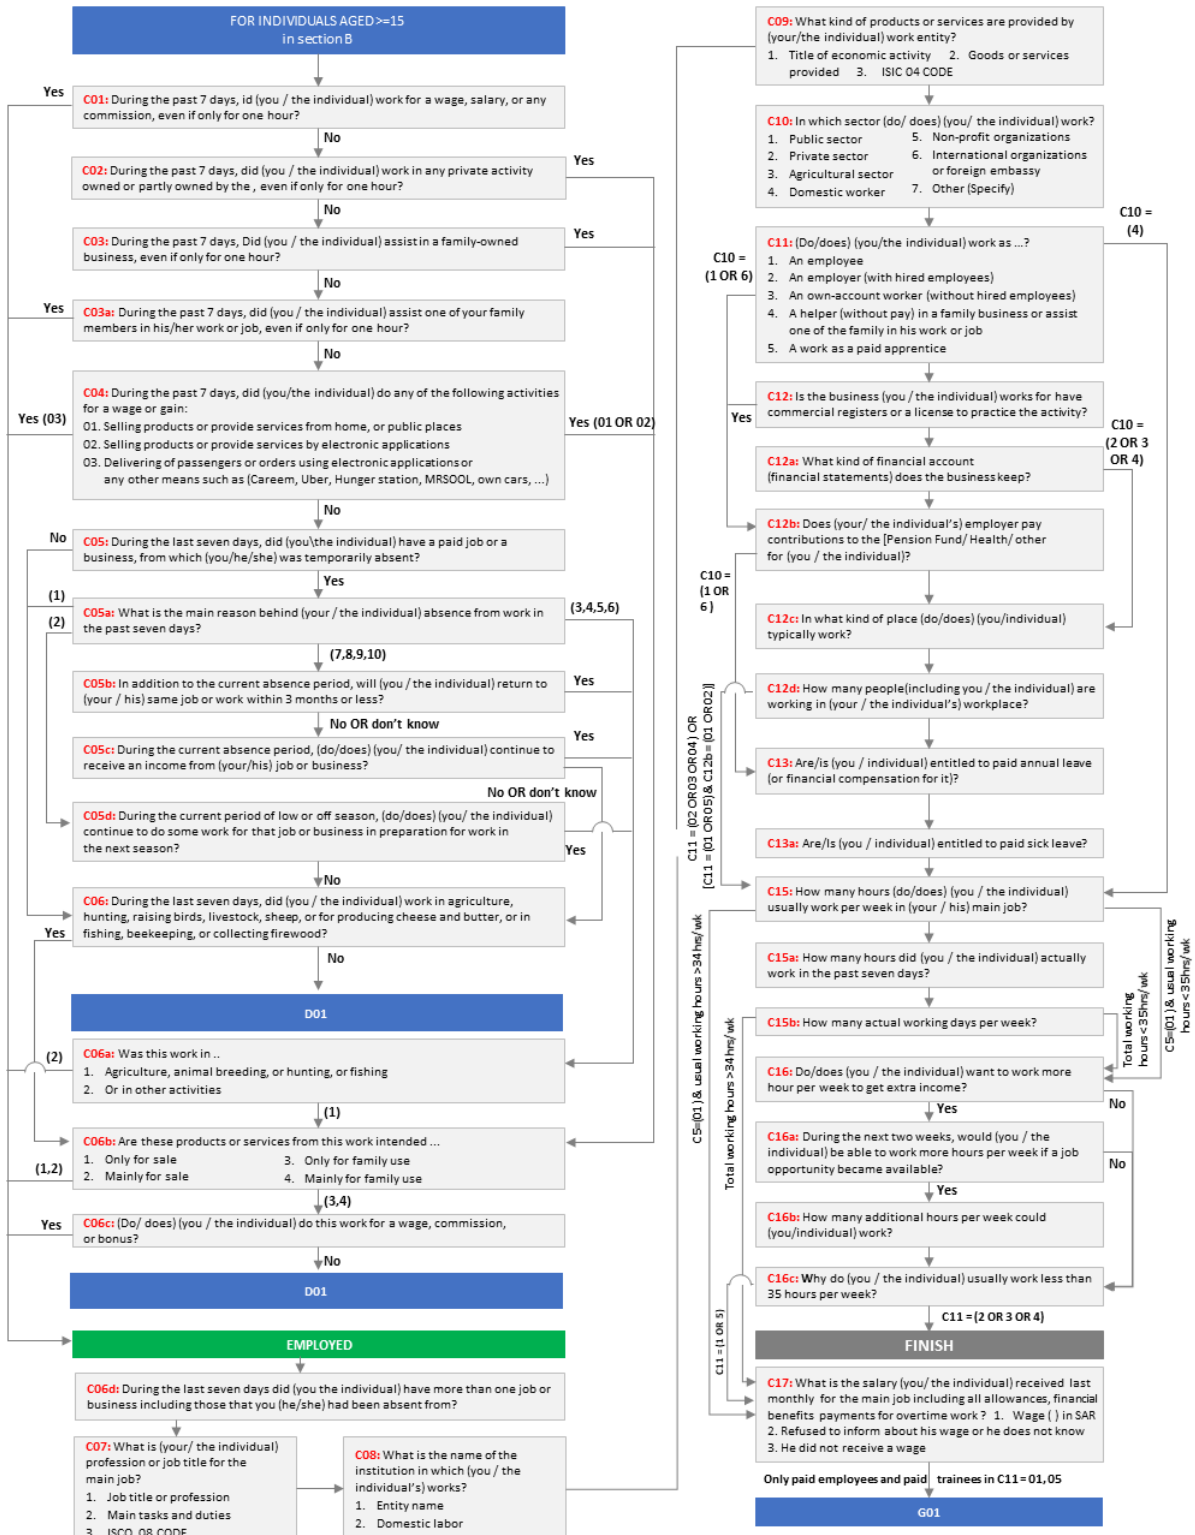 FOR INDIVIDUALS AGED >=15
in section B
Yes
C01: During the past 7 days, id (you / the individual) work for a wage, salary, or any
commission, even if only for one hour?
No
C02: During the past 7 days, did (you / the individual) work in any private activity
owned or partly owned by the , even if only for one hour?
Yes
No
C03: During the past 7 days, Did (you / the individual) assist in a family-owned
business, even if only for one hour?
Yes
No
Yes
C03a: During the past 7 days, did (you / the individual) assist one of your family
members in his/her work or job, even if only for one hour?
No
C04: During the past 7 days, did (you/the individual) do any of the following activities
for a wage or gain:
01. Selling products or provide services from home, or public places
02. Selling products or provide services by electronic applications
03. Delivering of passengers or orders using electronic applications or
any other means such as (Careem, Uber, Hunger station, MRSOOL, own cars, ...)
Yes (03)
Yes (01 OR 02)
No
No
C05: During the last seven days, did (you\the individual) have a paid job or a
business, from which (you/he/she) was temporarily absent?
Yes
(1)
(2)
C05a: What is the main reason behind (your / the individual) absence from work in
the past seven days?
(3,4,5,6)
(7,8,9,10)
C05b: In addition to the current absence period, will (you / the individual) return to
(your / his) same job or work within 3 months or less?
Yes
No OR don't know
C05c: During the current absence period, (do/does) (you/ the individual) continue to
receive an income from (your/his) job or business?
Yes
No OR don't know
C05d: During the current period of low or off season, (do/does) (you/ the individual)
continue to do some work for that job or business in preparation for work in
the next season?
Yes
No
C06: During the last seven days, did (you / the individual) work in agriculture,
hunting, raising birds, livestock, sheep, or for producing cheese and butter, or in
fishing, beekeeping, or collecting firewood?
Yes
No
D01
(2)
C06a: Was this work in ..
1. Agriculture, animal breeding, or hunting, or fishing
2. Or in other activities
(1)
C06b: Are these products or services from this work intended ...
1. Only for sale 3. Only for family use
2. Mainly for sale 4. Mainly for family use
(1,2)
(3,4)
Yes
C06c: (Do/ does) (you / the individual) do this work for a wage, commission,
or bonus?
No
D01
EMPLOYED
C06d: During the last seven days did (you the individual) have more than one job or
business including those that you (he/she) had been absent from?
C07: What is (your/ the individual)
profession or job title for the
main job?
1. Job title or profession
2. Main tasks and duties
3. ISCO_08 CODE
C08: What is the name of the
institution in which (you / the
individual's) works?
1. Entity name
2. Domestic labor
C09: What kind of products or services are provided by
(your/the individual) work entity?
1. Title of economic activity 2. Goods or services
provided 3. ISIC 04 CODE
C10: In which sector (do/ does) (you/ the individual) work?
1. Public sector 5. Non-profit organizations
2. Private sector 6. International organizations
3. Agricultural sector or foreign embassy
4. Domestic worker 7. Other (Specify)
C10 =
(4)
C10 =
(1 OR 6)
C11: (Do/does) (you/the individual) work as ...?
1. An employee
2. An employer (with hired employees)
3. An own-account worker (without hired employees)
4. A helper (without pay) in a family business or assist
one of the family in his work or job
5. A work as a paid apprentice
C12: Is the business (you / the individual) works for have
commercial registers or a license to practice the activity?
Yes
C10 =
(2 OR 3
OR 4)
C12a: What kind of financial account
(financial statements) does the business keep?
C12b: Does (your/ the individual's) employer pay
contributions to the [Pension Fund/ Health/ other
for (you / the individual)?
C10 =
(1 OR
6 )
C12c: In what kind of place (do/does) (you/individual)
typically work?
C12d: How many people(including you / the individual) are
working in (your / the individual's) workplace?
C11 = (02 OR03 OR04) OR
[C11 = (01 OR05) & C12b = (01 OR02)]
C13: Are/is (you / individual) entitled to paid annual leave
(or financial compensation for it)?
C13a: Are/Is (you / individual) entitled to paid sick leave?
C15: How many hours (do/does) (you / the individual)
usually work per week in (your / his) main job?
C5=(01) & usual working hours >34hrs/wk
C5=(01) & usual working
hours <35hrs/ wk
C15a: How many hours did (you / the individual) actually
work in the past seven days?
C15b: How many actual working days per week?
Total working hours >34hrs/wk
Total working
hours <35hrs/wk
C16: Do/does (you / the individual) want to work more
hour per week to get extra income?
No
Yes
C16a: During the next two weeks, would (you / the
individual) be able to work more hours per week if a job
opportunity became available?
No
Yes
C16b: How many additional hours per week could
(you/individual) work?
C16c: Why do (you / the individual) usually work less than
35 hours per week?
C11 = (2 OR 3 OR 4)
C11 = (1 OR 5)
FINISH
C17: What is the salary (you/ the individual) received last
monthly for the main job including all allowances, financial
benefits payments for overtime work ? 1. Wage ( ) in SAR
2. Refused to inform about his wage or he does not know
3. He did not receive a wage
Only paid employees and paid trainees in C11 = 01, 05
G01